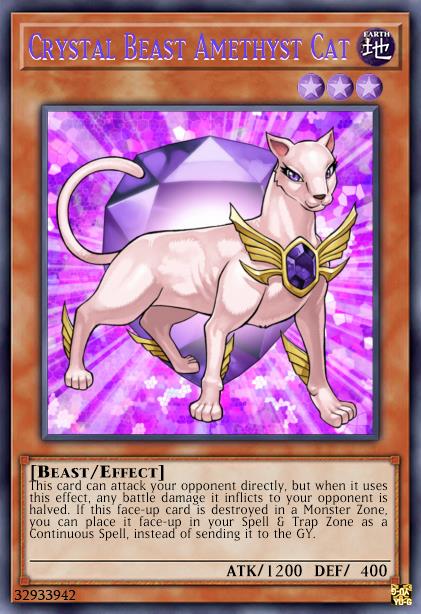 Crystal Beast Amethyst Cat
EARTH
地
[Beast/Effect]
This card can attack your opponent directly, but when it uses
this effect, any battle damage it inflicts to your opponent is
halved. If this face-up card is destroyed in a Monster Zone,
you can place it face-up in your Spell & Trap Zone as a
Continuous Spell, instead of sending it to the GY.
ATK/1200 DEF/ 400
32933942